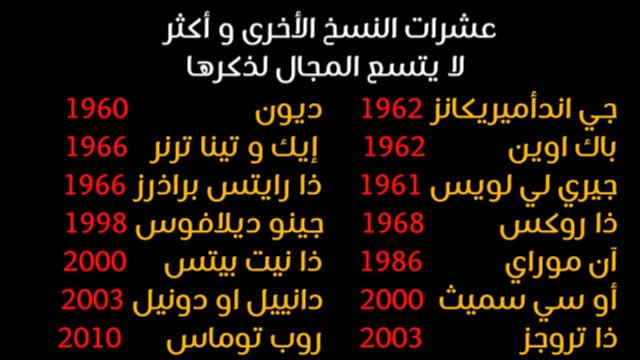 عشرات النسخ الأخرى و أكثر
لا يتسع المجال لذكرها
جي اندأميريكانز 1962 ديون 1960
باك اوين 1962 إيك و تينا ترنر 1966
جيري لي لويس 1961 ذا رايتس براذرز 1966
ذا روكس 1968 جينو ديلافوس 1998
آن موراي 1986 ذا نيت بيتس 2000
أو سي سميث 2000 دانييل او دونيل 2003
ذا تروجز 2003 روب توماس 2010